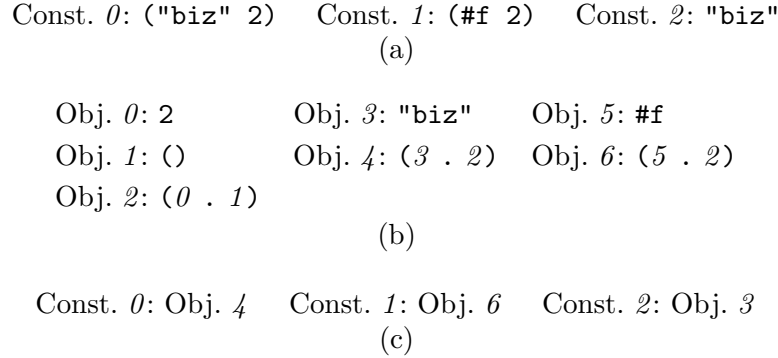 Const. 0: ("biz" 2) Const. 1: (#f 2) Const. 2: "biz"
(a)
Obj. 0: 2 Obj. 3: "biz" Obj. 5: #f
Obj. 1: () Obj. 4: (3 . 2) Obj. 6: (5 . 2)
Obj. 2: (0 . 1)
(b)
Const. 0: Obj. 4 Const. 1: Obj. 6 Const. 2: Obj. 3
(c)